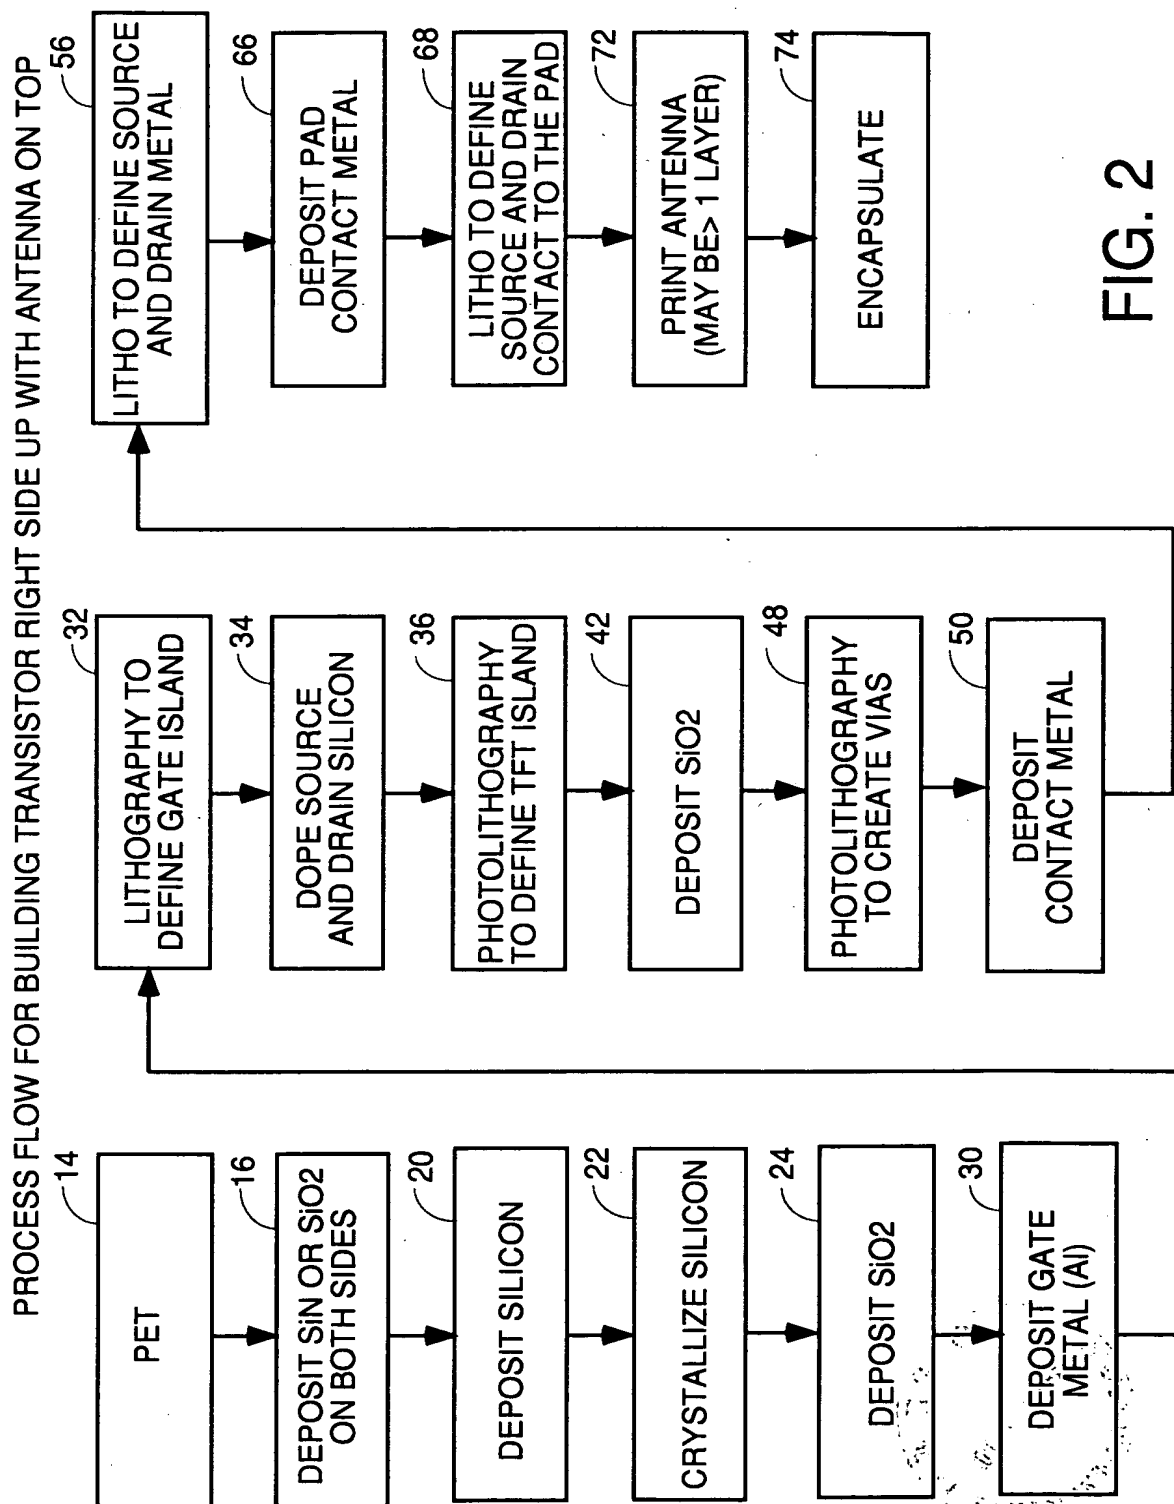 PROCESS FLOW FOR BUILDING TRANSISTOR RIGHT SIDE UP WITH ANTENNA ON TOP
14
PET
16
DEPOSIT SiN OR SiO2
ON BOTH SIDES
20
DEPOSIT SILICON
22
CRYSTALLIZE SILICON
24
DEPOSIT SiO2
30
DEPOSIT GATE
METAL (Al)
32
LITHOGRAPHY TO
DEFINE GATE ISLAND
34
DOPE SOURCE
AND DRAIN SILICON
36
PHOTOLITHOGRAPHY
TO DEFINE TFT ISLAND
42
DEPOSIT SiO2
48
PHOTOLITHOGRAPHY
TO CREATE VIAS
50
DEPOSIT
CONTACT METAL
56
LITHO TO DEFINE SOURCE
AND DRAIN METAL
66
DEPOSIT PAD
CONTACT METAL
68
LITHO TO DEFINE
SOURCE AND DRAIN
CONTACT TO THE PAD
72
PRINT ANTENNA
(MAY BE> 1 LAYER)
74
ENCAPSULATE
FIG. 2